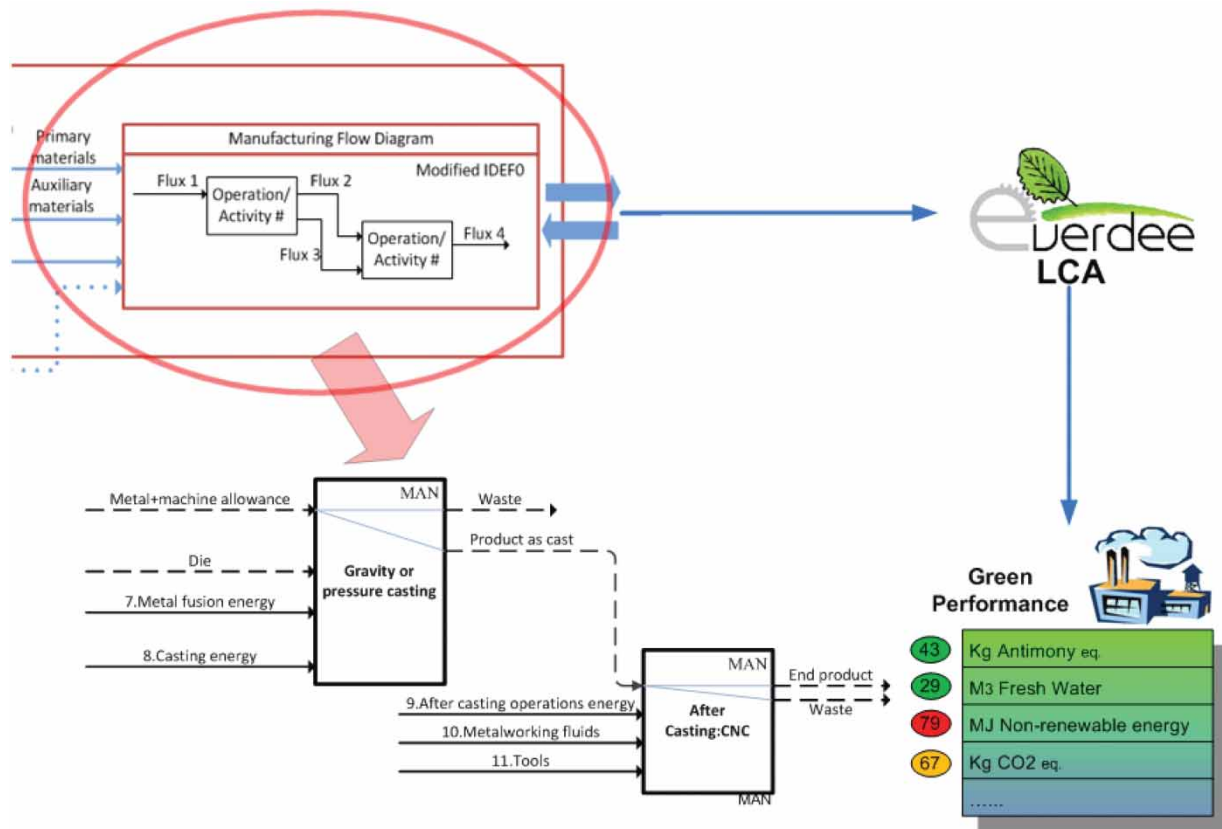 Manufacturing Flow Diagram
Modified IDEF0
Primary
materials
Auxiliary
materials
Flux 1
Operation/
Activity #
Flux 2
Flux 3
Operation/
Activity #
Flux 4
everdee
LCA
Metal+machine allowance
MAN
Waste
Product as cast
Die
Gravity or
pressure casting
7.Metal fusion energy
8.Casting energy
MAN
End product
Waste
9.After casting operations energy
10.Metalworking fluids
11.Tools
After
Casting:CNC
MAN
Green
Performance
43 Kg Antimony eq.
29 M3 Fresh Water
79 MJ Non-renewable energy
67 Kg CO2 eq.
......